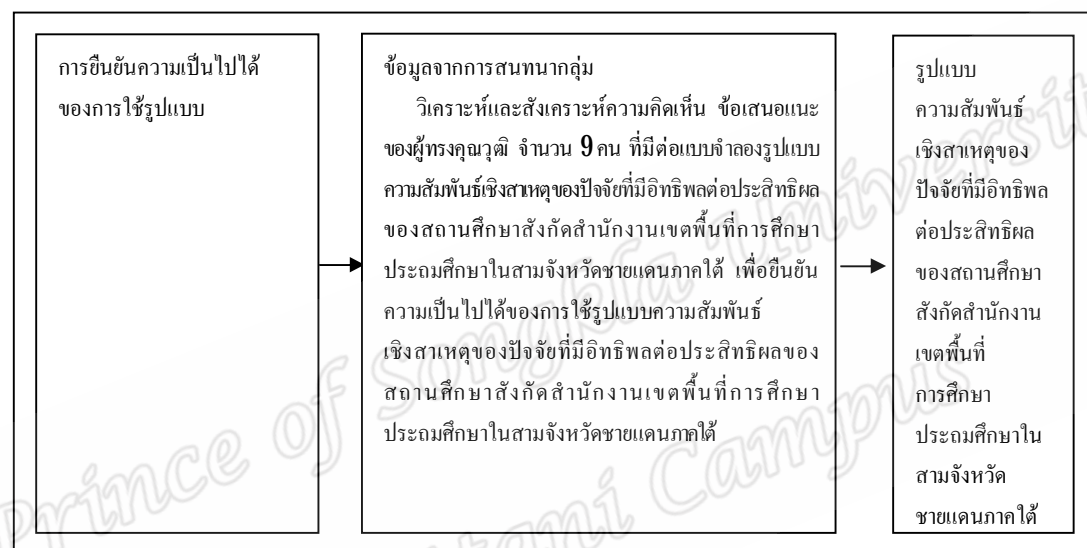 การยืนยันความเป็นไปได้
ของการใช้รูปแบบ
ข้อมูลจากการสนทนากลุ่ม
วิเคราะห์และสังเคราะห์ความคิดเห็น ข้อเสนอแนะ
ของผู้ทรงคุณวุฒิ จำนวน 9 คน ที่มีต่อแบบจำลองรูปแบบ
ความสัมพันธ์เชิงสาเหตุของปัจจัยที่มีอิทธิพลต่อประสิทธิผล
ของสถานศึกษาสังกัดสำนักงานเขตพื้นที่การศึกษา
ประถมศึกษาในสามจังหวัดชายแดนภาคใต้ เพื่อยืนยัน
ความเป็นไปได้ของการใช้รูปแบบความสัมพันธ์
เชิงสาเหตุของปัจจัยที่มีอิทธิพลต่อประสิทธิผลของ
สถานศึกษาสังกัดสำนักงานเขตพื้นที่การศึกษา
ประถมศึกษาในสามจังหวัดชายแดนภาคใต้
รูปแบบ
ความสัมพันธ์
เชิงสาเหตุของ
ปัจจัยที่มีอิทธิพล
ต่อประสิทธิผล
ของสถานศึกษา
สังกัดสำนักงาน
เขตพื้นที่
การศึกษา
ประถมศึกษาใน
สามจังหวัด
ชายแดนภาคใต้
Prince of Songkla Universit
ttani Campus